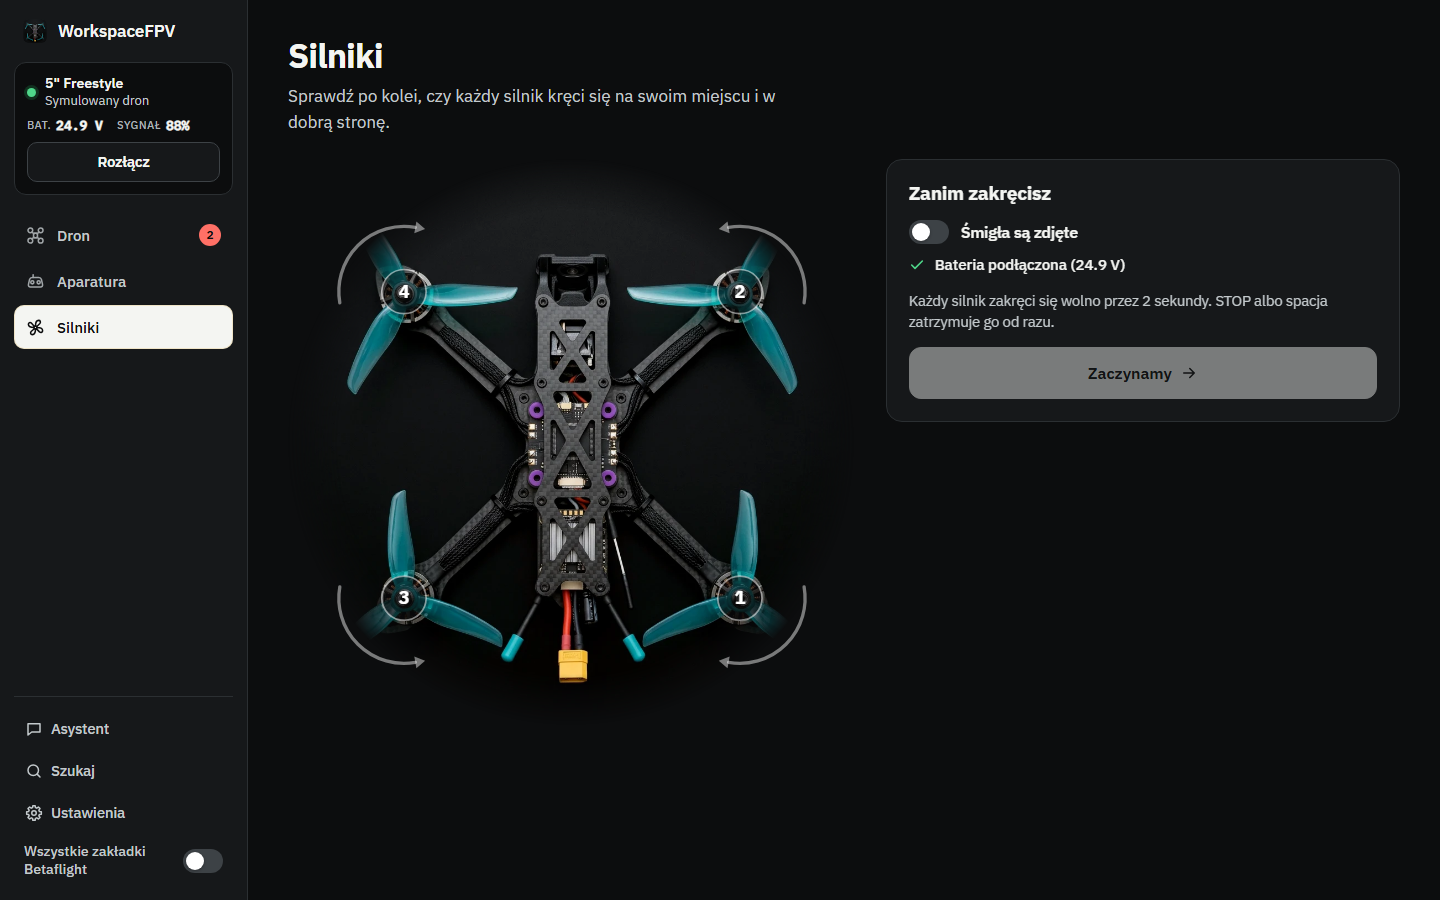 WorkspaceFPV
5" Freestyle
Symulowany dron
BAT. 24.9 V SYGNAŁ 88%
Rozłącz
Dron 2
Aparatura
Silniki
Asystent
Szukaj
Ustawienia
Wszystkie zakładki
Betaflight
Silniki
Sprawdź po kolei, czy każdy silnik kręci się na swoim miejscu i w
dobrą stronę.
4 2
3 1
Zanim zakręcisz
Śmigła są zdjęte
Bateria podłączona (24.9 V)
Każdy silnik zakręci się wolno przez 2 sekundy. STOP albo spacja
zatrzymuje go od razu.
Zaczynamy →